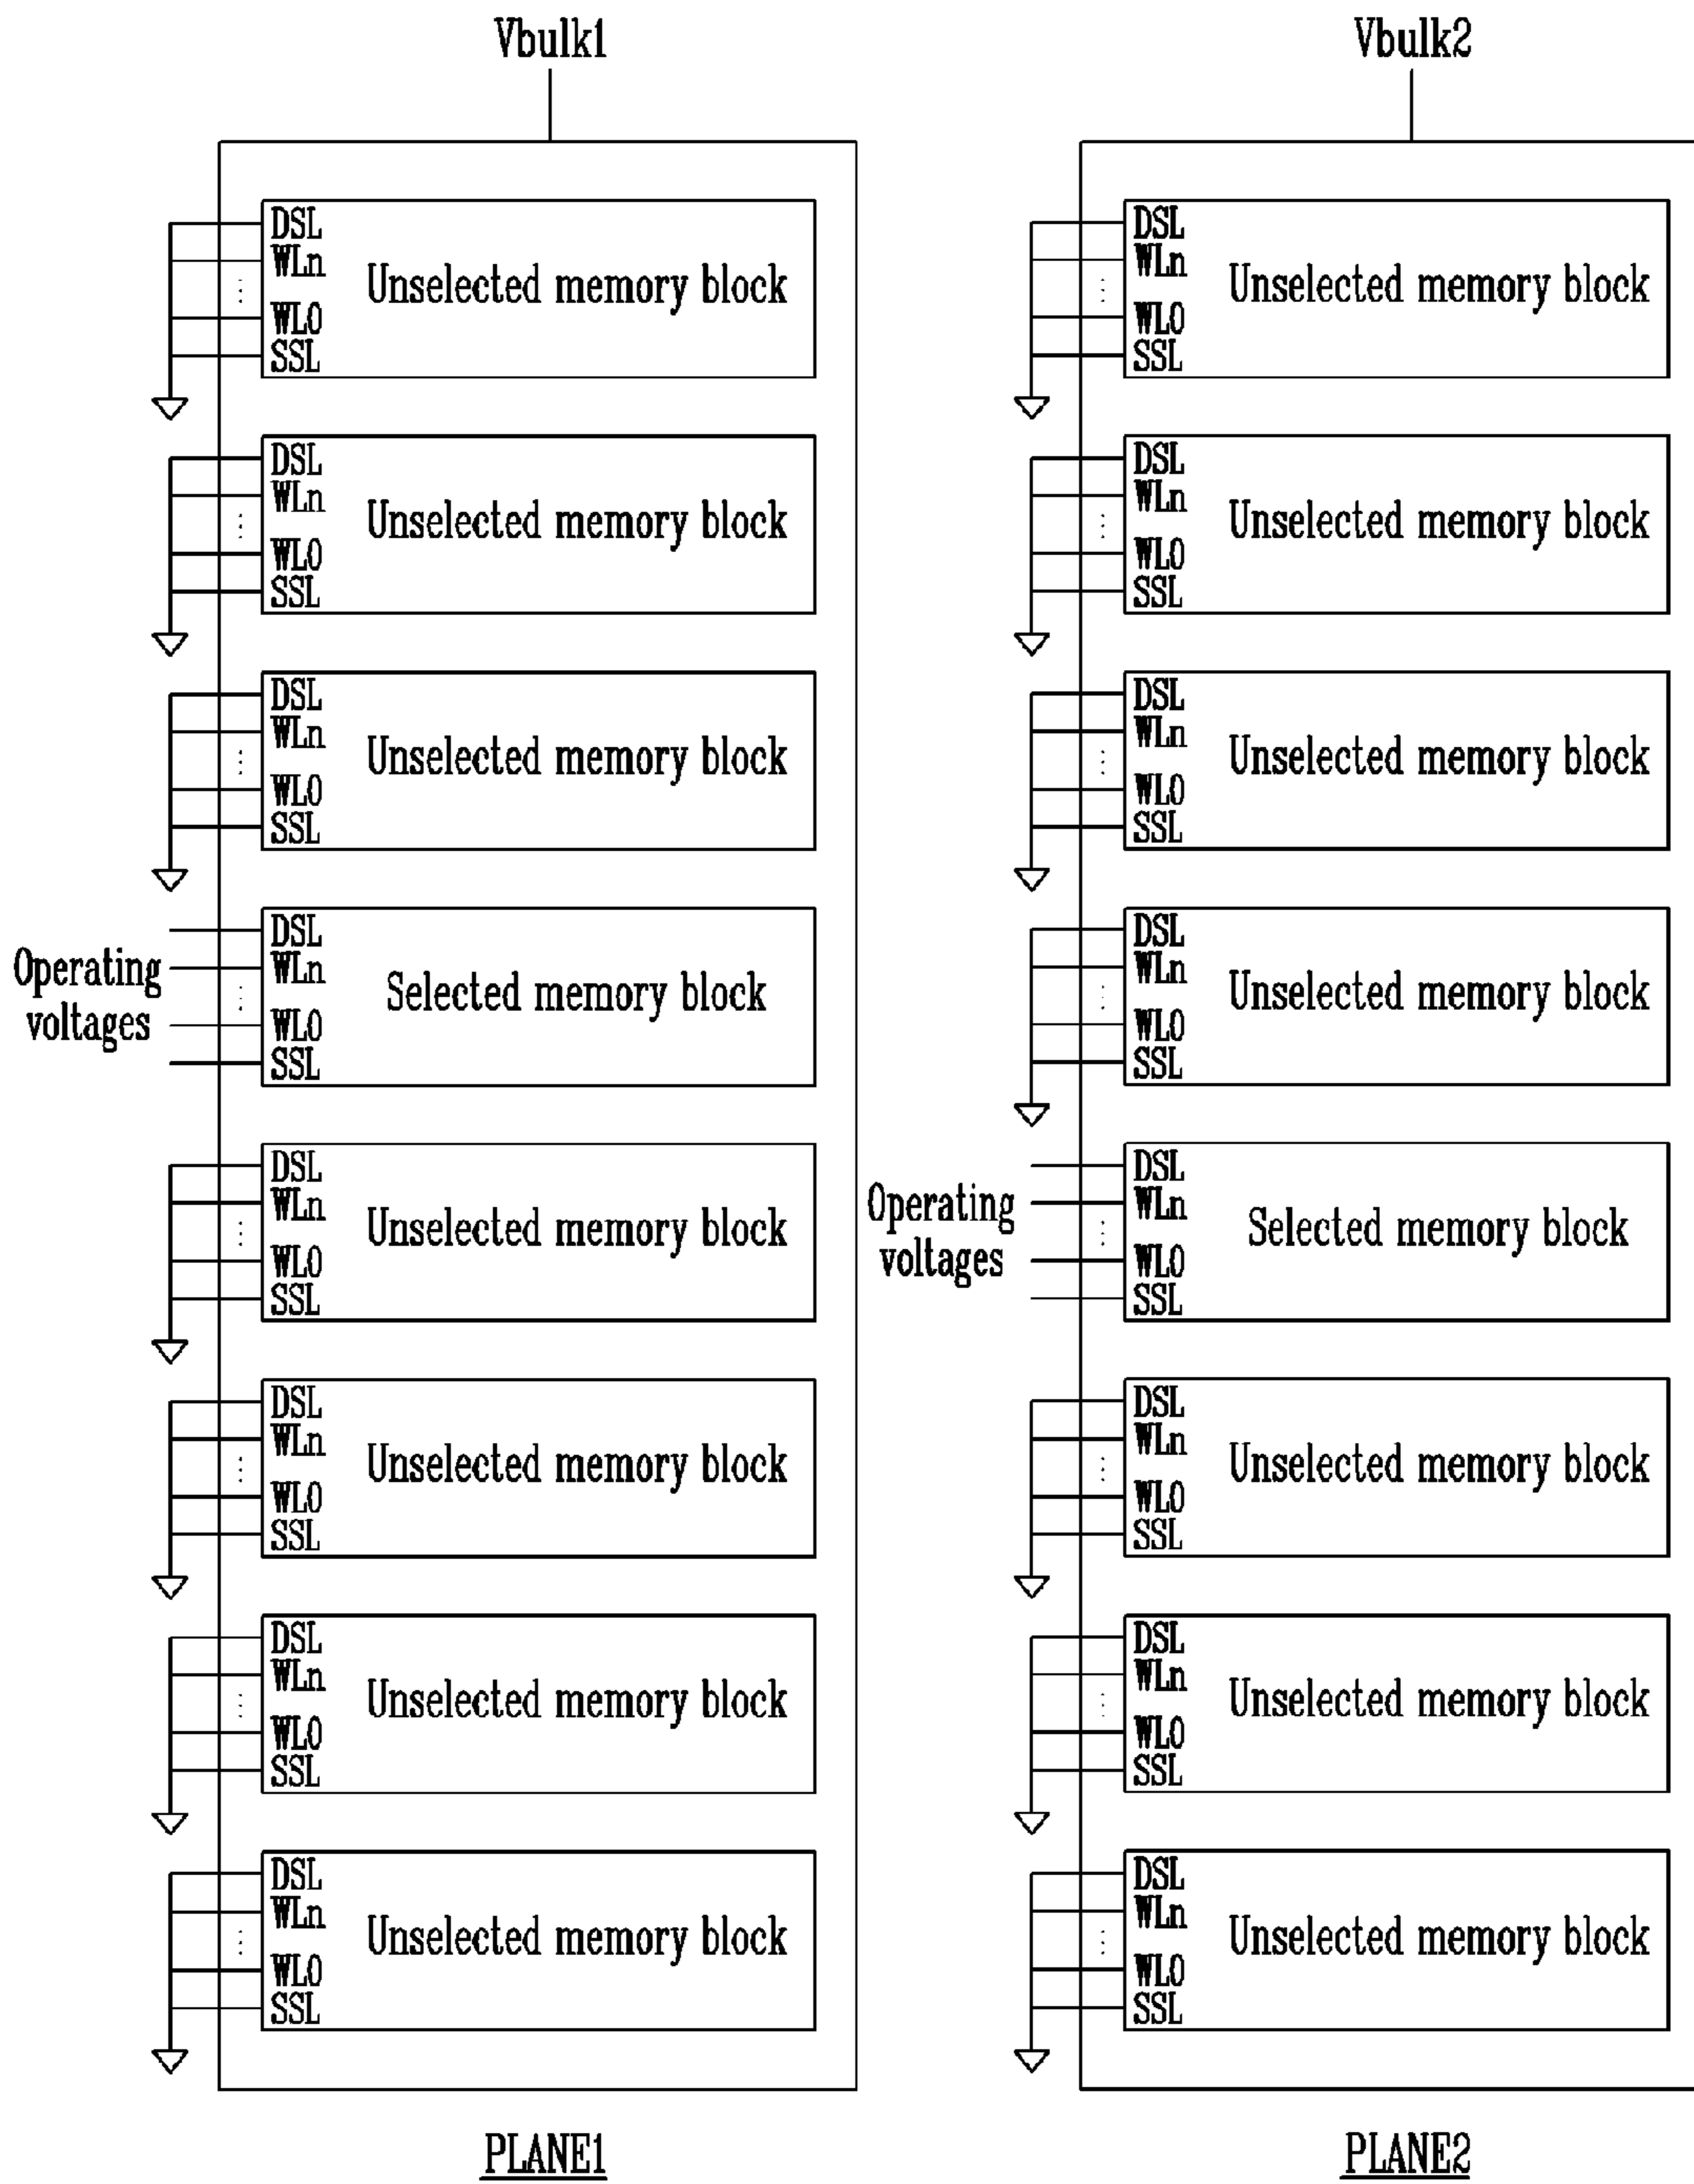 Vbulk1
DSL
WLn
Unselected memory block
WL0
SSL
DSL
WLn
Unselected memory block
WL0
SSL
DSL
WLn
Unselected memory block
WL0
SSL
Operating
voltages
DSL
WLn
Selected memory block
WL0
SSL
DSL
WLn
Unselected memory block
WL0
SSL
DSL
WLn
Unselected memory block
WL0
SSL
DSL
WLn
Unselected memory block
WL0
SSL
DSL
WLn
Unselected memory block
WL0
SSL
PLANE1
Vbulk2
DSL
WLn
Unselected memory block
WL0
SSL
DSL
WLn
Unselected memory block
WL0
SSL
DSL
WLn
Unselected memory block
WL0
SSL
DSL
WLn
Unselected memory block
WL0
SSL
Operating
voltages
DSL
WLn
Selected memory block
WL0
SSL
DSL
WLn
Unselected memory block
WL0
SSL
DSL
WLn
Unselected memory block
WL0
SSL
DSL
WLn
Unselected memory block
WL0
SSL
PLANE2